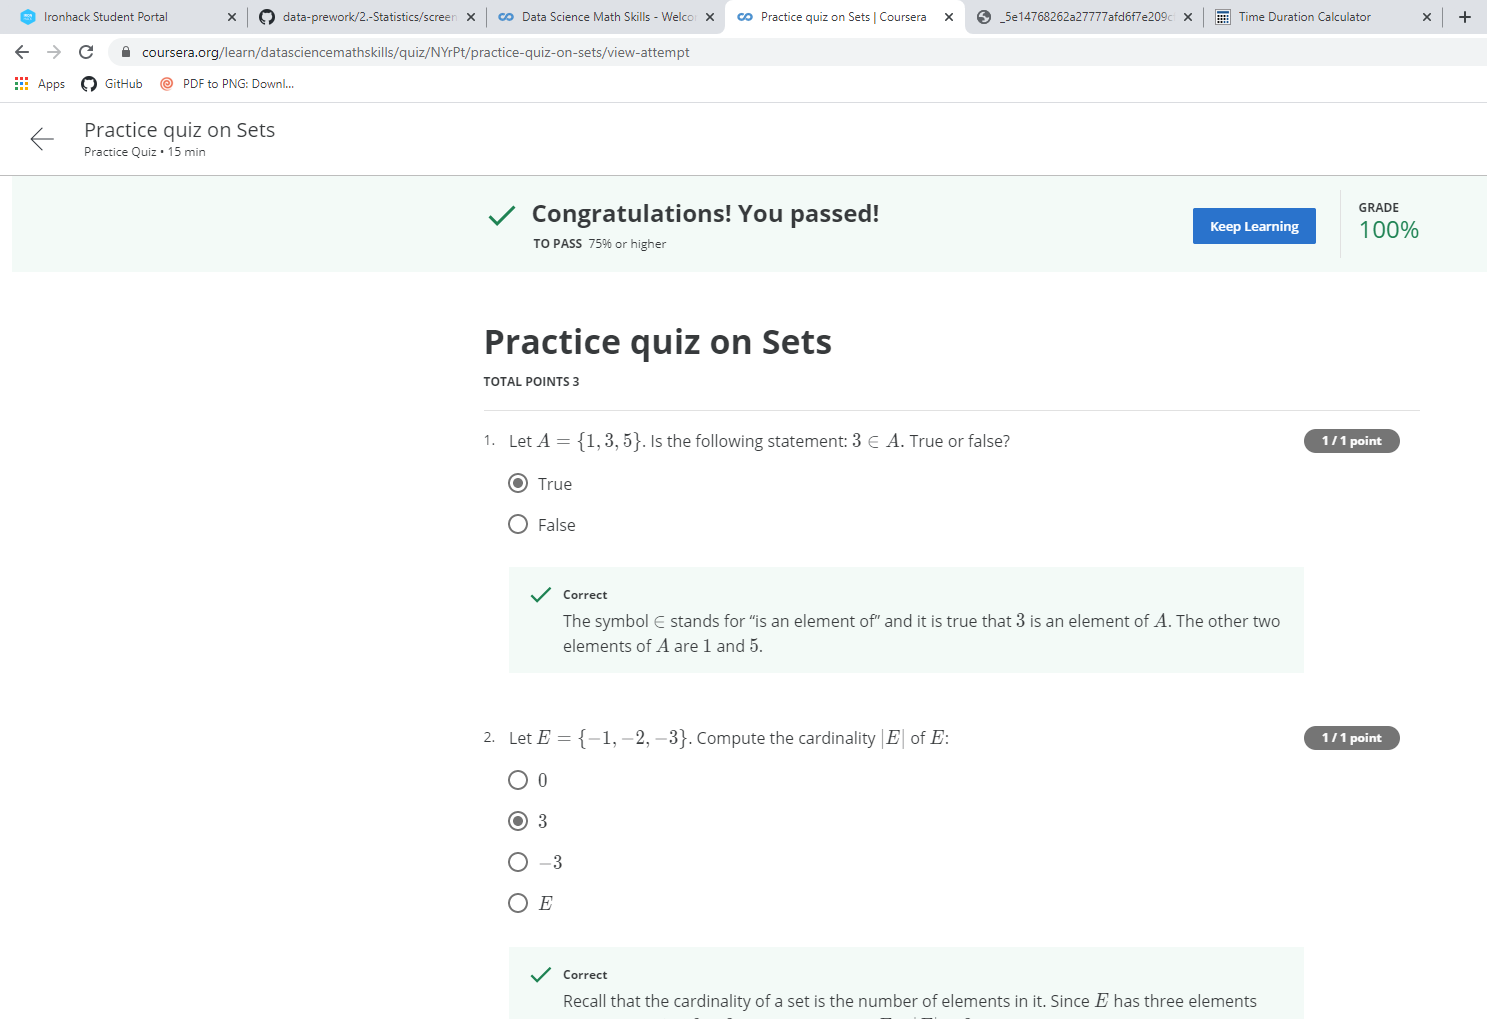 Ironhack Student Portal
data-prework/2.-Statistics/screen
Data Science Math Skills - Welco
Practice quiz on Sets | Coursera
_5e14768262a27777afd6f7e209c
Time Duration Calculator
coursera.org/learn/datasciencemathskills/quiz/NYrPt/practice-quiz-on-sets/view-attempt
Apps
GitHub
PDF to PNG: Downl...
Practice quiz on Sets
Practice Quiz • 15 min
Congratulations! You passed!
TO PASS 75% or higher
Keep Learning
GRADE
100%
Practice quiz on Sets
TOTAL POINTS 3
1. Let A = {1, 3, 5}. Is the following statement: 3 ∈ A. True or false?
1 / 1 point
True
False
Correct
The symbol ∈ stands for “is an element of” and it is true that 3 is an element of A. The other two
elements of A are 1 and 5.
2. Let E = {−1, −2, −3}. Compute the cardinality |E| of E:
1 / 1 point
0
3
−3
E
Correct
Recall that the cardinality of a set is the number of elements in it. Since E has three elements